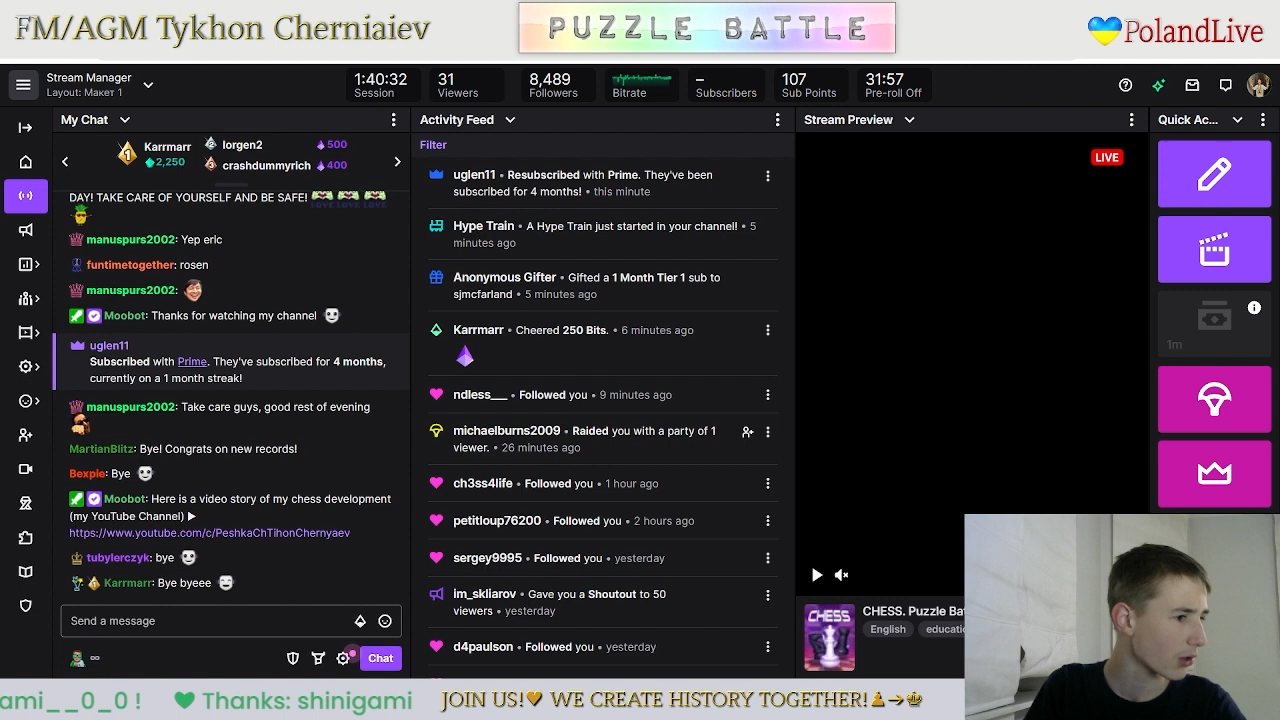 FM/AGM Tykhon Cherniaiev
PUZZLE BATTLE
PolandLive
Stream Manager
Layout: Макет 1
1:40:32
Session
31
Viewers
8,489
Followers
Bitrate
–
Subscribers
107
Sub Points
31:57
Pre-roll Off
My Chat
1
Karrmarr
2,250
2
lorgen2
500
3
crashdummyrich
400
DAY! TAKE CARE OF YOURSELF AND BE SAFE!
manuspurs2002: Yep eric
funtimetogether: rosen
manuspurs2002:
Moobot: Thanks for watching my channel
uglen11
Subscribed with Prime. They've subscribed for 4 months,
currently on a 1 month streak!
manuspurs2002: Take care guys, good rest of evening
MartianBlitz: Bye! Congrats on new records!
Bexpie: Bye
Moobot: Here is a video story of my chess development
(my YouTube Channel) ▶
https://www.youtube.com/c/PeshkaChTihonChernyaev
tubylerczyk: bye
Karrmarr: Bye byeee
Send a message
Chat
Activity Feed
Filter
uglen11 • Resubscribed with Prime. They've been
subscribed for 4 months! • this minute
Hype Train • A Hype Train just started in your channel! • 5
minutes ago
Anonymous Gifter • Gifted a 1 Month Tier 1 sub to
sjmcfarland • 5 minutes ago
Karrmarr • Cheered 250 Bits. • 6 minutes ago
ndless___ • Followed you • 9 minutes ago
michaelburns2009 • Raided you with a party of 1
viewer. • 26 minutes ago
ch3ss4life • Followed you • 1 hour ago
petitloup78200 • Followed you • 2 hours ago
sergey9995 • Followed you • yesterday
im_skliarov • Gave you a Shoutout to 50
viewers • yesterday
d4paulson • Followed you • yesterday
Stream Preview
LIVE
CHESS
CHESS. Puzzle Bat
English
educatio
Quick Ac...
1m
ami__0_0 !
Thanks: shinigami
JOIN US! WE CREATE HISTORY TOGETHER!